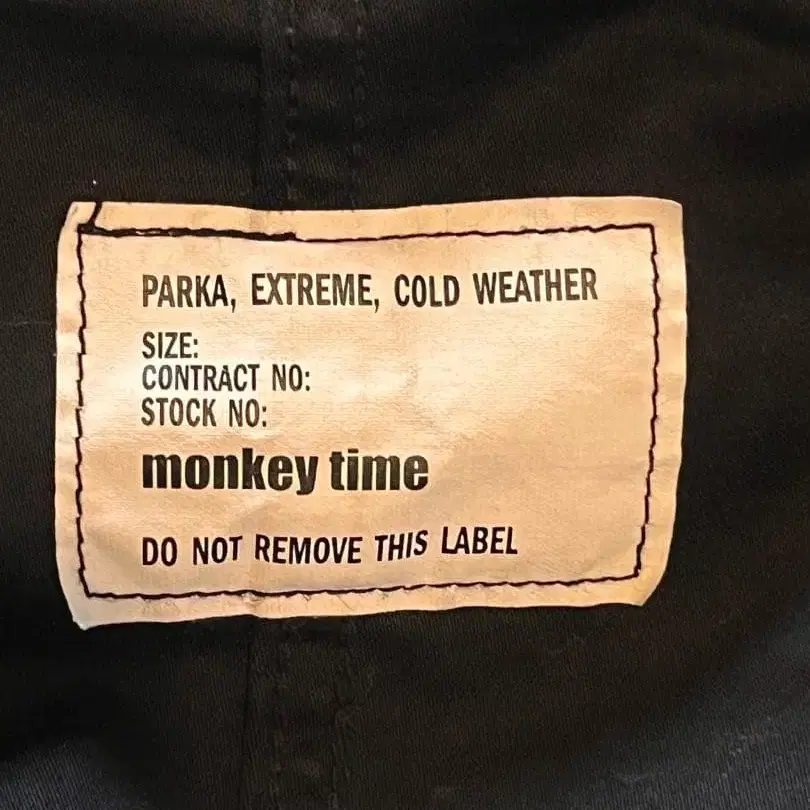 PARKA, EXTREME, COLD WEATHER
SIZE:
CONTRACT NO:
STOCK NO:
monkey time
DO NOT REMOVE THIS LABEL